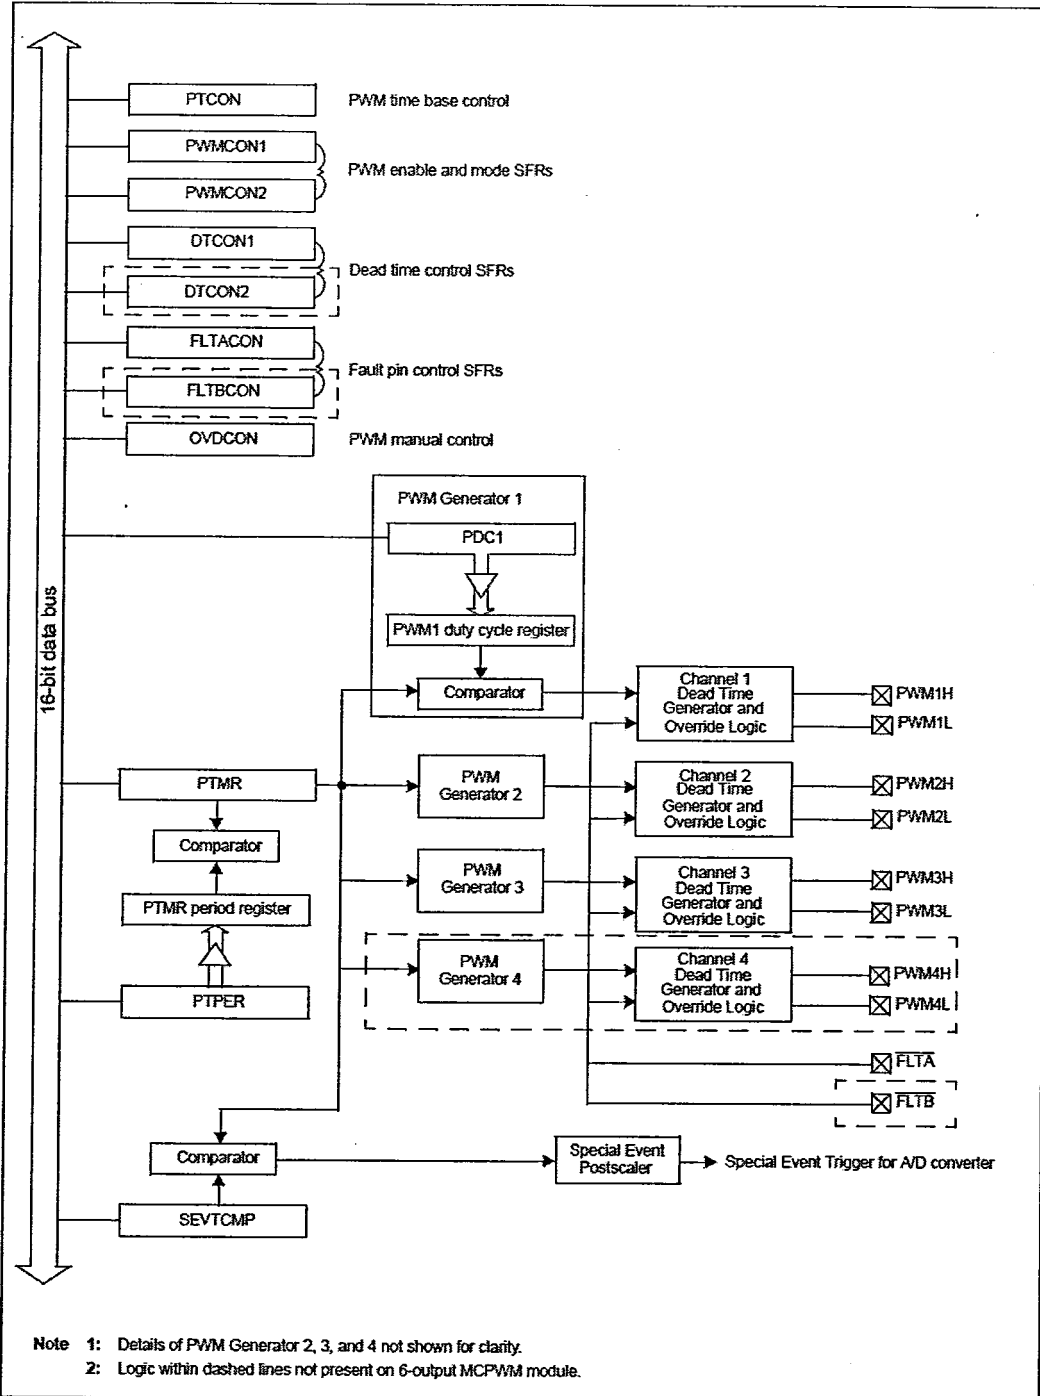 PTCON
PWM time base control
PWMCON1
PWM enable and mode SFRs
PWMCON2
DTCON1
Dead time control SFRs
DTCON2
FLTACON
Fault pin control SFRs
FLTBCON
OVDCON
PWM manual control
16-bit data bus
PWM Generator 1
PDC1
PWM1 duty cycle register
Comparator
Channel 1
Dead Time
Generator and
Override Logic
PWM1H
PWM1L
PTMR
PWM
Generator 2
Channel 2
Dead Time
Generator and
Override Logic
PWM2H
PWM2L
Comparator
PTMR period register
PWM
Generator 3
Channel 3
Dead Time
Generator and
Override Logic
PWM3H
PWM3L
PTPER
PWM
Generator 4
Channel 4
Dead Time
Generator and
Override Logic
PWM4H
PWM4L
FLTA
FLTB
Comparator
Special Event
Postscaler
Special Event Trigger for A/D converter
SEVTCMP
Note 1: Details of PWM Generator 2, 3, and 4 not shown for clarity.
2: Logic within dashed lines not present on 6-output MCPWM module.